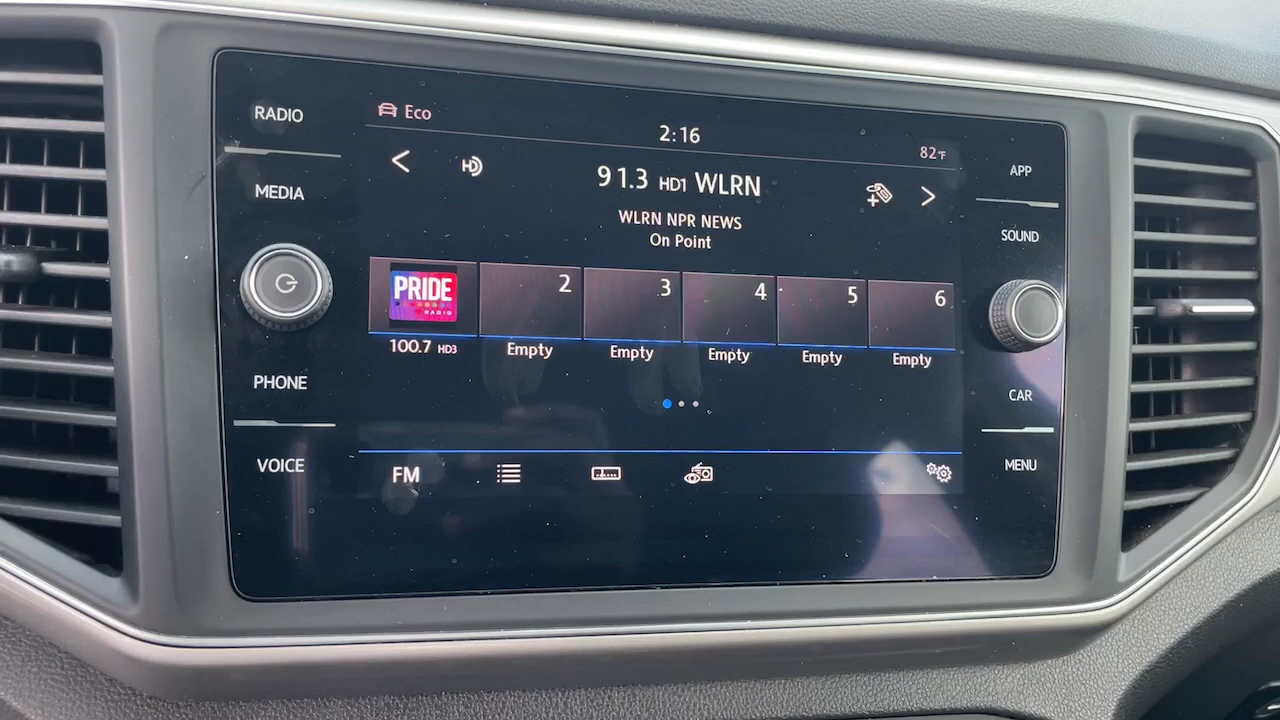 RADIO
MEDIA
PHONE
VOICE
Eco
2:16
82°F
91.3 HD1 WLRN
WLRN NPR NEWS
On Point
PRIDE
RADIO
100.7 HD3
2
Empty
3
Empty
4
Empty
5
Empty
6
Empty
FM
APP
SOUND
CAR
MENU